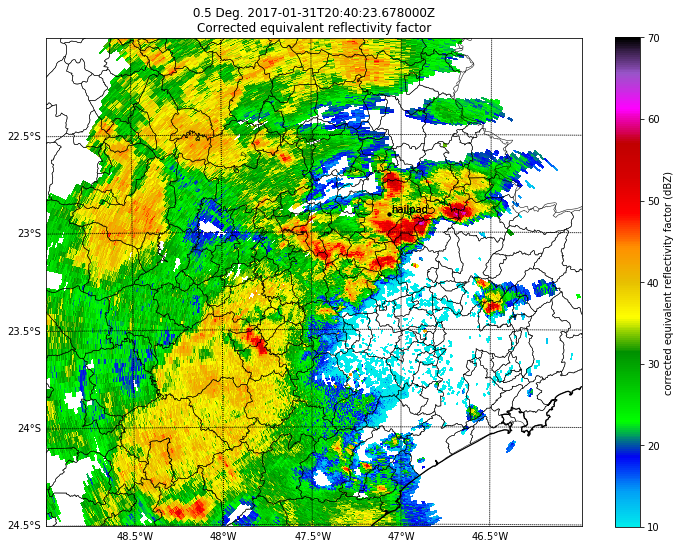 0.5 Deg. 2017-01-31T20:40:23.678000Z
Corrected equivalent reflectivity factor
70
60
50
40
30
20
10
corrected equivalent reflectivity factor (dBZ)
22.5°S
23°S
23.5°S
24°S
24.5°S
hailpad
48.5°W
48°W
47.5°W
47°W
46.5°W